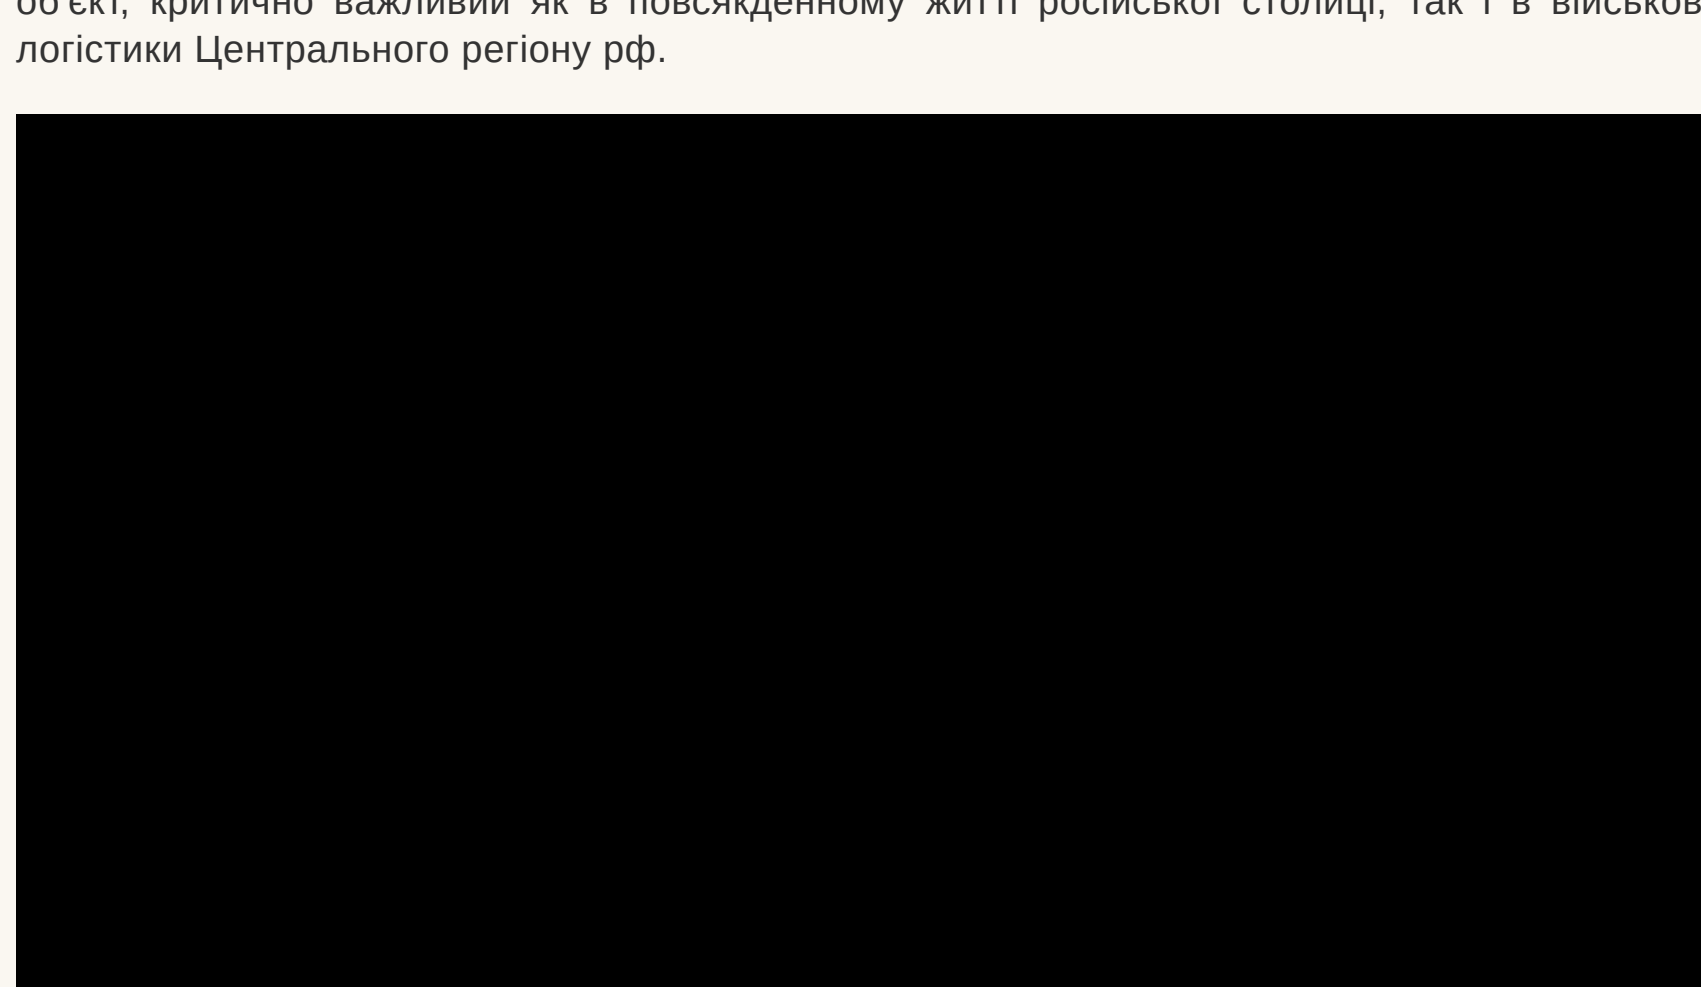 об'єкт, критично важливий як в повсякденному житті російської столиці, так і в
логістики Центрального регіону рф.